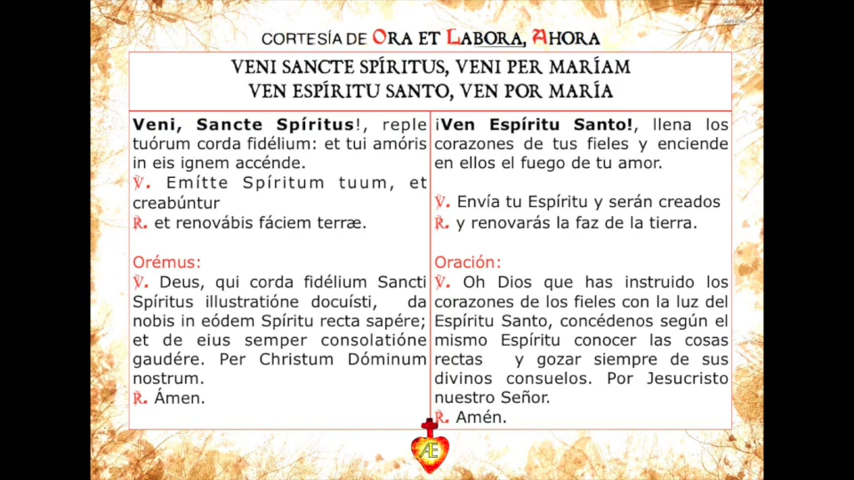 CORTESÍA DE ORA ET LABORA, AHORA
VENI SANCTE SPÍRITUS, VENI PER MARÍAM
VEN ESPÍRITU SANTO, VEN POR MARÍA
Veni, Sancte Spíritus!, reple
tuórum corda fidélium: et tui amóris
in eis ignem accénde.
℣. Emítte Spíritum tuum, et
creabúntur
℟. et renovábis fáciem terræ.
Orémus:
℣. Deus, qui corda fidélium Sancti
Spíritus illustratióne docuísti, da
nobis in eódem Spíritu recta sapére;
et de eius semper consolatióne
gaudére. Per Christum Dóminum
nostrum.
℟. Ámen.
¡Ven Espíritu Santo!, llena los
corazones de tus fieles y enciende
en ellos el fuego de tu amor.
℣. Envía tu Espíritu y serán creados
℟. y renovarás la faz de la tierra.
Oración:
℣. Oh Dios que has instruido los
corazones de los fieles con la luz del
Espíritu Santo, concédenos según el
mismo Espíritu conocer las cosas
rectas y gozar siempre de sus
divinos consuelos. Por Jesucristo
nuestro Señor.
℟. Amén.
Æ